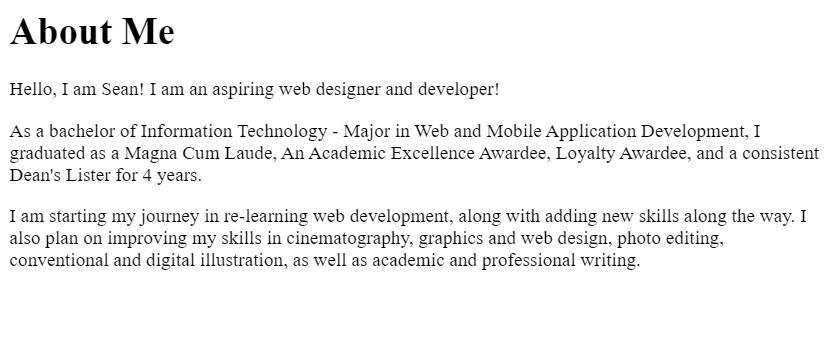 About Me
Hello, I am Sean! I am an aspiring web designer and developer!
As a bachelor of Information Technology - Major in Web and Mobile Application Development, I
graduated as a Magna Cum Laude, An Academic Excellence Awardee, Loyalty Awardee, and a consistent
Dean's Lister for 4 years.
I am starting my journey in re-learning web development, along with adding new skills along the way. I
also plan on improving my skills in cinematography, graphics and web design, photo editing,
conventional and digital illustration, as well as academic and professional writing.